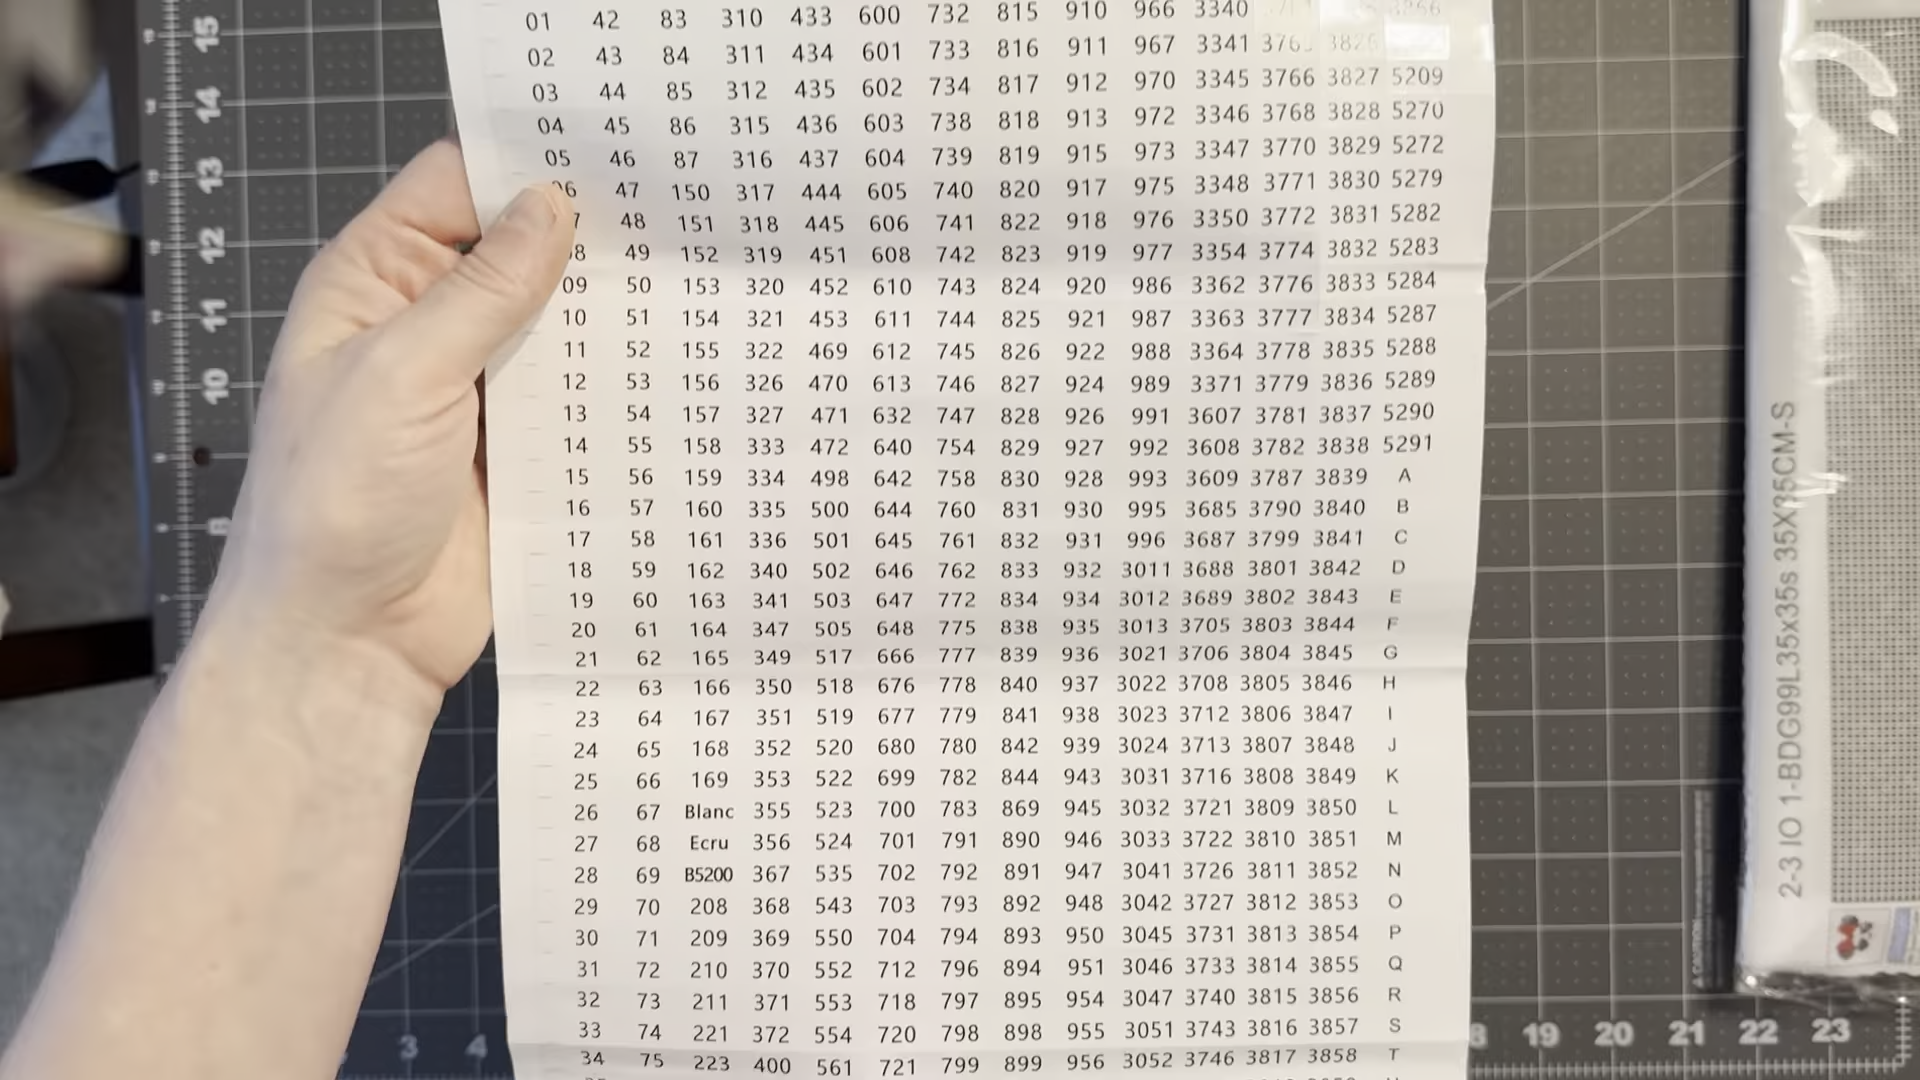 01 42 83 310 433 600 732 815 910 966 3340
02 43 84 311 434 601 733 816 911 967 3341
03 44 85 312 435 602 734 817 912 970 3345 3766 3827 5209
04 45 86 315 436 603 738 818 913 972 3346 3768 3828 5270
05 46 87 316 437 604 739 819 915 973 3347 3770 3829 5272
47 150 317 444 605 740 820 917 975 3348 3771 3830 5279
48 151 318 445 606 741 822 918 976 3350 3772 3831 5282
49 152 319 451 608 742 823 919 977 3354 3774 3832 5283
09 50 153 320 452 610 743 824 920 986 3362 3776 3833 5284
10 51 154 321 453 611 744 825 921 987 3363 3777 3834 5287
11 52 155 322 469 612 745 826 922 988 3364 3778 3835 5288
12 53 156 326 470 613 746 827 924 989 3371 3779 3836 5289
13 54 157 327 471 632 747 828 926 991 3607 3781 3837 5290
14 55 158 333 472 640 754 829 927 992 3608 3782 3838 5291
15 56 159 334 498 642 758 830 928 993 3609 3787 3839 A
16 57 160 335 500 644 760 831 930 995 3685 3790 3840 B
17 58 161 336 501 645 761 832 931 996 3687 3799 3841 C
18 59 162 340 502 646 762 833 932 3011 3688 3801 3842 D
19 60 163 341 503 647 772 834 934 3012 3689 3802 3843 E
20 61 164 347 505 648 775 838 935 3013 3705 3803 3844 F
21 62 165 349 517 666 777 839 936 3021 3706 3804 3845 G
22 63 166 350 518 676 778 840 937 3022 3708 3805 3846 H
23 64 167 351 519 677 779 841 938 3023 3712 3806 3847 I
24 65 168 352 520 680 780 842 939 3024 3713 3807 3848 J
25 66 169 353 522 699 782 844 943 3031 3716 3808 3849 K
26 67 Blanc 355 523 700 783 869 945 3032 3721 3809 3850 L
27 68 Ecru 356 524 701 791 890 946 3033 3722 3810 3851 M
28 69 B5200 367 535 702 792 891 947 3041 3726 3811 3852 N
29 70 208 368 543 703 793 892 948 3042 3727 3812 3853 O
30 71 209 369 550 704 794 893 950 3045 3731 3813 3854 P
31 72 210 370 552 712 796 894 951 3046 3733 3814 3855 Q
32 73 211 371 553 718 797 895 954 3047 3740 3815 3856 R
33 74 221 372 554 720 798 898 955 3051 3743 3816 3857 S
34 75 223 400 561 721 799 899 956 3052 3746 3817 3858 T
15
14
13
12
11
10
8
3 4
8 19 20 21 22 23
2-3 IO 1-BDG99L35x35s 35X35CM-S